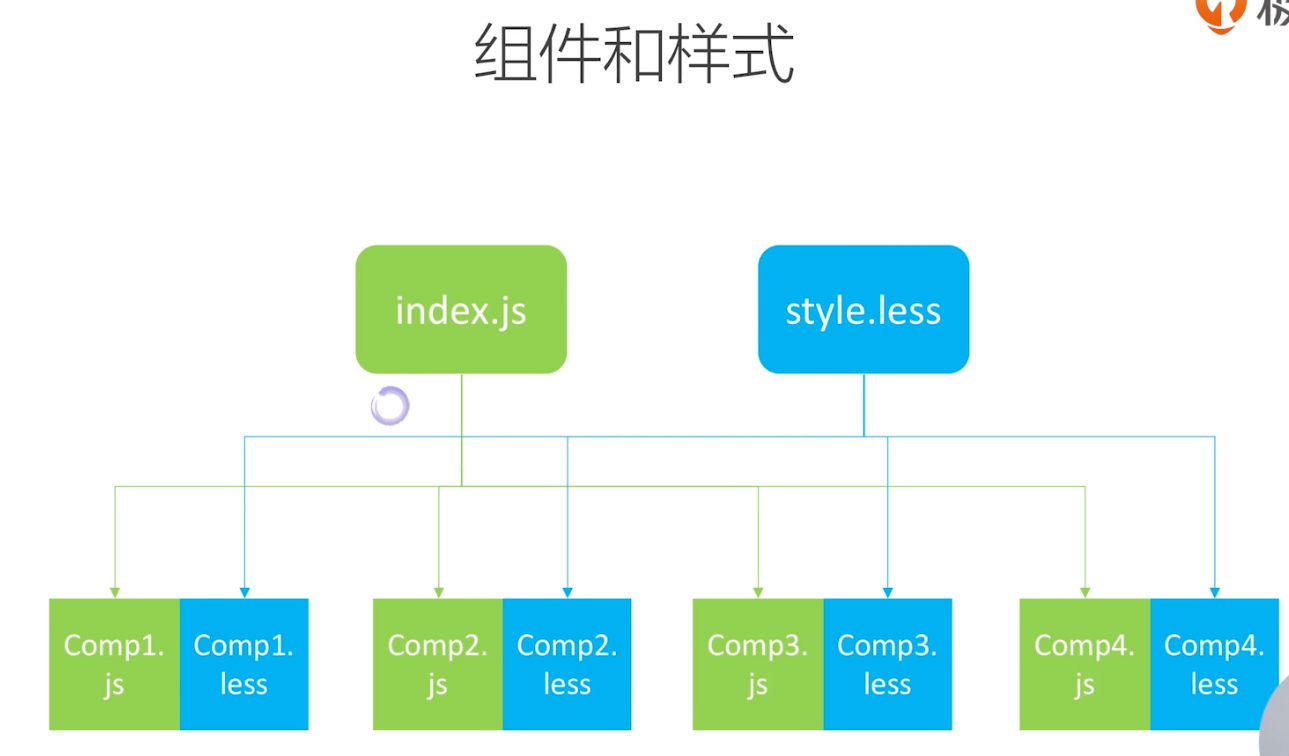 组件和样式
index.js
style.less
Comp1.
js
Comp1.
less
Comp2.
js
Comp2.
less
Comp3.
js
Comp3.
less
Comp4.
js
Comp4.
less